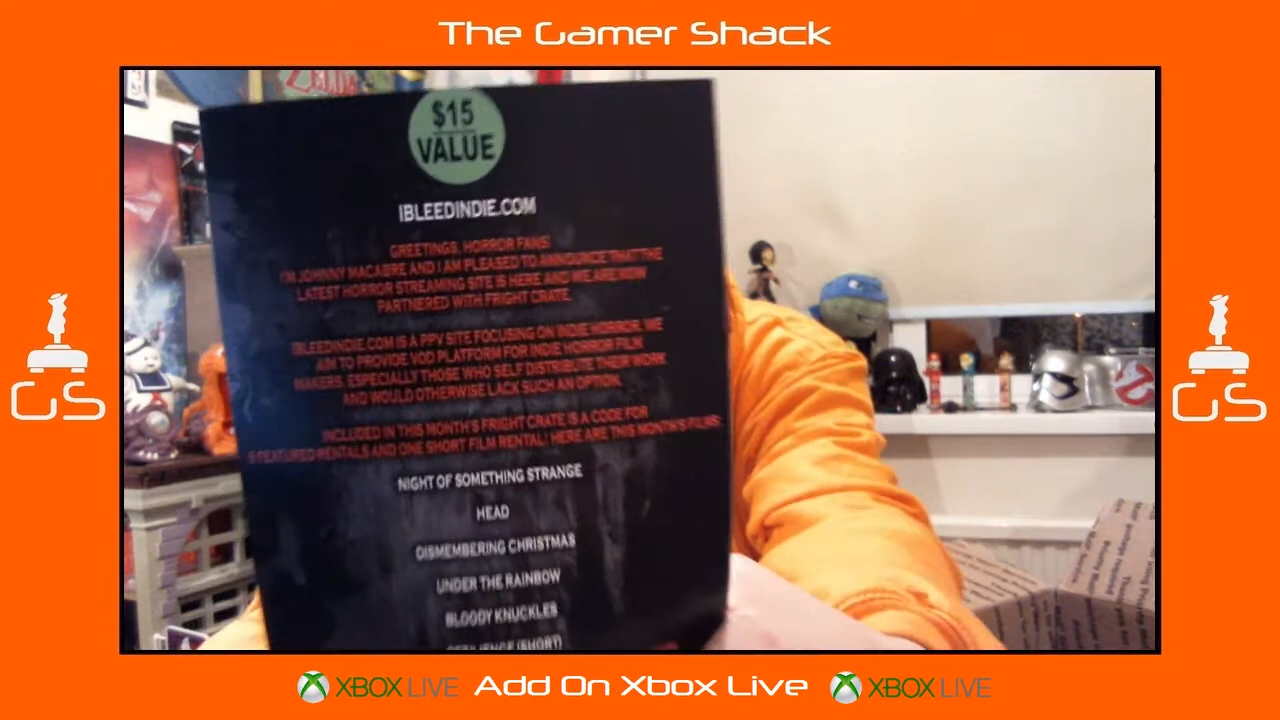 The Gamer Shack
ZELDA
$15
VALUE
IBLEEDINDIE.COM
GREETINGS, HORROR FANS!
I'M JOHNNY MACABRE AND I AM PLEASED TO ANNOUNCE THAT THE
LATEST HORROR STREAMING SITE IS HERE AND WE ARE NOW
PARTNERED WITH FRIGHT CRATE.
IBLEEDINDIE.COM IS A PPV SITE FOCUSING ON INDIE HORROR. WE
AIM TO PROVIDE VOD PLATFORM FOR INDIE HORROR FILM
MAKERS, ESPECIALLY THOSE WHO SELF DISTRIBUTE THEIR WORK
AND WOULD OTHERWISE LACK SUCH AN OPTION.
INCLUDED IN THIS MONTH'S FRIGHT CRATE IS A CODE FOR
5 FEATURED RENTALS AND ONE SHORT FILM RENTAL! HERE ARE THIS MONTH'S FILMS:
NIGHT OF SOMETHING STRANGE
HEAD
DISMEMBERING CHRISTMAS
UNDER THE RAINBOW
BLOODY KNUCKLES
(SHORT)
GS
GS
XBOX LIVE Add On Xbox Live XBOX LIVE